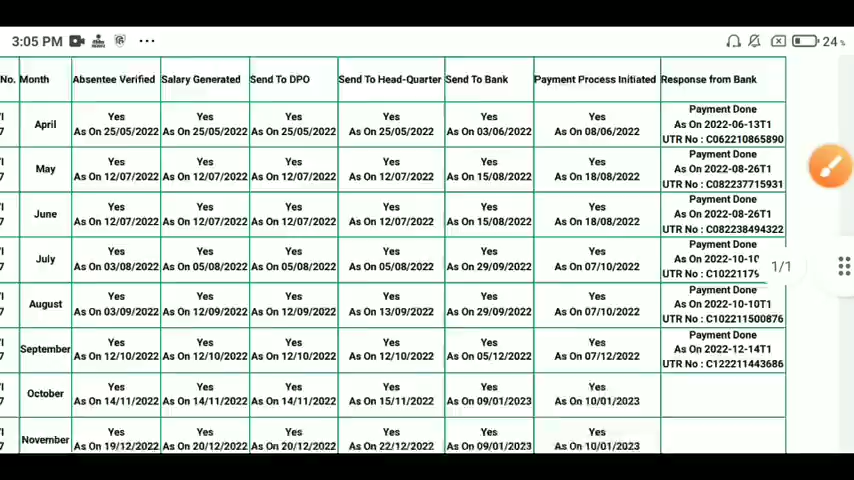 3:05 PM
24%
No. Month Absentee Verified Salary Generated Send To DPO Send To Head-Quarter Send To Bank Payment Process Initiated Response from Bank
7 April Yes As On 25/05/2022 Yes As On 25/05/2022 Yes As On 25/05/2022 Yes As On 25/05/2022 Yes As On 03/06/2022 Yes As On 08/06/2022 Payment Done As On 2022-06-13T1 UTR No : C062210865890
7 May Yes As On 12/07/2022 Yes As On 12/07/2022 Yes As On 12/07/2022 Yes As On 12/07/2022 Yes As On 15/08/2022 Yes As On 18/08/2022 Payment Done As On 2022-08-26T1 UTR No : C082237715931
7 June Yes As On 12/07/2022 Yes As On 12/07/2022 Yes As On 12/07/2022 Yes As On 12/07/2022 Yes As On 15/08/2022 Yes As On 18/08/2022 Payment Done As On 2022-08-26T1 UTR No : C082238494322
7 July Yes As On 03/08/2022 Yes As On 05/08/2022 Yes As On 05/08/2022 Yes As On 05/08/2022 Yes As On 29/09/2022 Yes As On 07/10/2022 Payment Done As On 2022-10-10 UTR No : C1022117
1/1
7 August Yes As On 03/09/2022 Yes As On 12/09/2022 Yes As On 12/09/2022 Yes As On 13/09/2022 Yes As On 29/09/2022 Yes As On 07/10/2022 Payment Done As On 2022-10-10T1 UTR No : C102211500876
7 September Yes As On 12/10/2022 Yes As On 12/10/2022 Yes As On 12/10/2022 Yes As On 12/10/2022 Yes As On 05/12/2022 Yes As On 07/12/2022 Payment Done As On 2022-12-14T1 UTR No : C122211443686
7 October Yes As On 14/11/2022 Yes As On 14/11/2022 Yes As On 14/11/2022 Yes As On 15/11/2022 Yes As On 09/01/2023 Yes As On 10/01/2023
7 November Yes As On 19/12/2022 Yes As On 20/12/2022 Yes As On 20/12/2022 Yes As On 22/12/2022 Yes As On 09/01/2023 Yes As On 10/01/2023